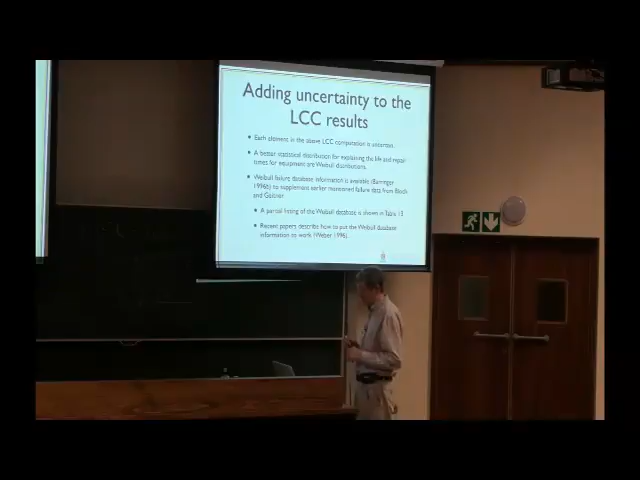 Adding uncertainty to the
LCC results
• Each element in the above LCC computation is uncertain.
• A better statistical distribution for explaining the life and repair
times for equipment are Weibull distributions.
• Weibull failure database information is available (Barringer
1996b) to supplement earlier mentioned failure data from Bloch
and Geitner
• A partial listing of the Weibull database is shown in Table 13
• Recent papers describe how to put the Weibull database
information to work (Weber 1996).